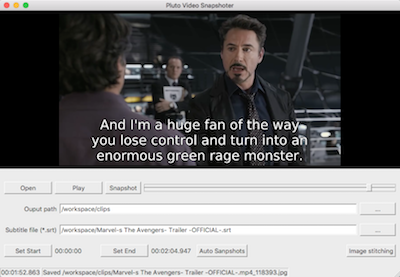 Pluto Video Snapshoter
And I'm a huge fan of the way
you lose control and turn into an
enormous green rage monster.
Open
Play
Snapshot
Ouput path
/workspace/clips
...
Subtitle file (*.srt)
/workspace/Marvel-s The Avengers- Trailer -OFFICIAL-.srt
...
Set Start
00:00:00
Set End
00:02:04.947
Auto Sanpshots
Image stitching
00:01:52.863 Saved /workspace/clips/Marvel-s The Avengers- Trailer -OFFICIAL-.mp4_118393.jpg